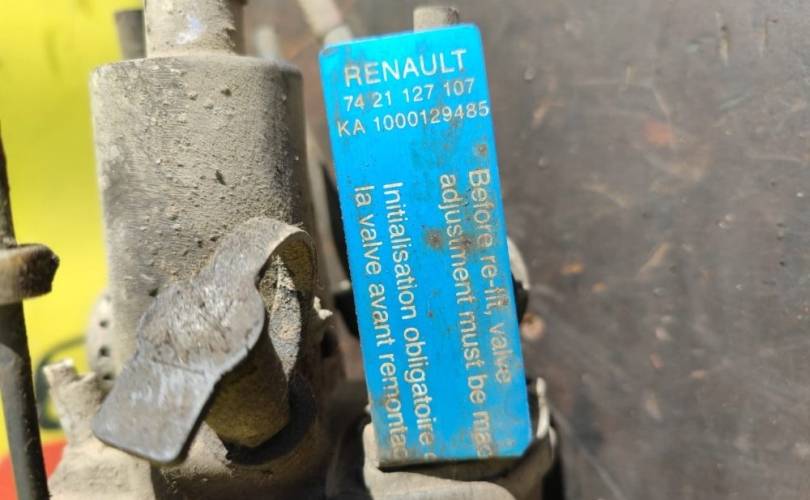 RENAULT
74 21 127 107
KA 1000129485
Before re-fit, valve
adjustment must be
Initialisation obligatoire
la valve avant